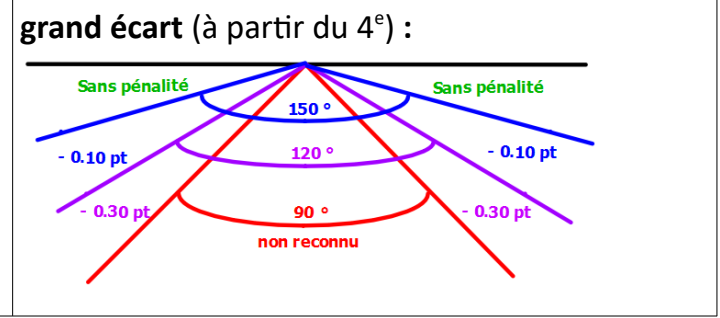 grand écart (à partir du 4e) :
Sans pénalité
Sans pénalité
150 °
- 0.10 pt
120 °
- 0.10 pt
- 0.30 pt
90 °
- 0.30 pt
non reconnu